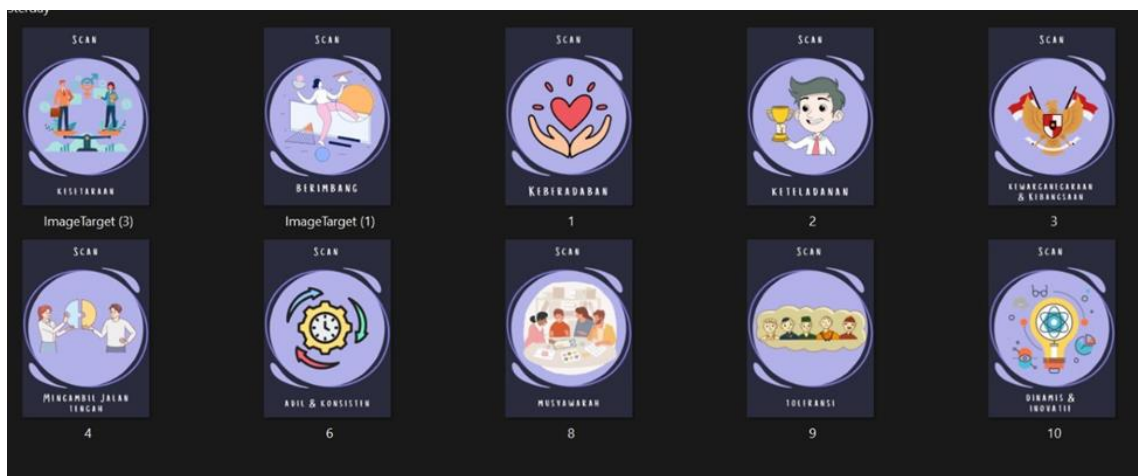 SCAN SCAN SCAN SCAN SCAN
KESETARAAN BERIMBANG KEBERADABAN KETELADANAN KEWARGANEGARAAN
& KEBANGSAAN
ImageTarget (3) ImageTarget (1) 1 2 3
SCAN SCAN SCAN SCAN SCAN
MENGAMBIL JALAN
TENGAH
ADIL & KONSISTEN MUSYAWARAH TOLERANSI DINAMIS &
INOVATIF
4 6 8 9 10